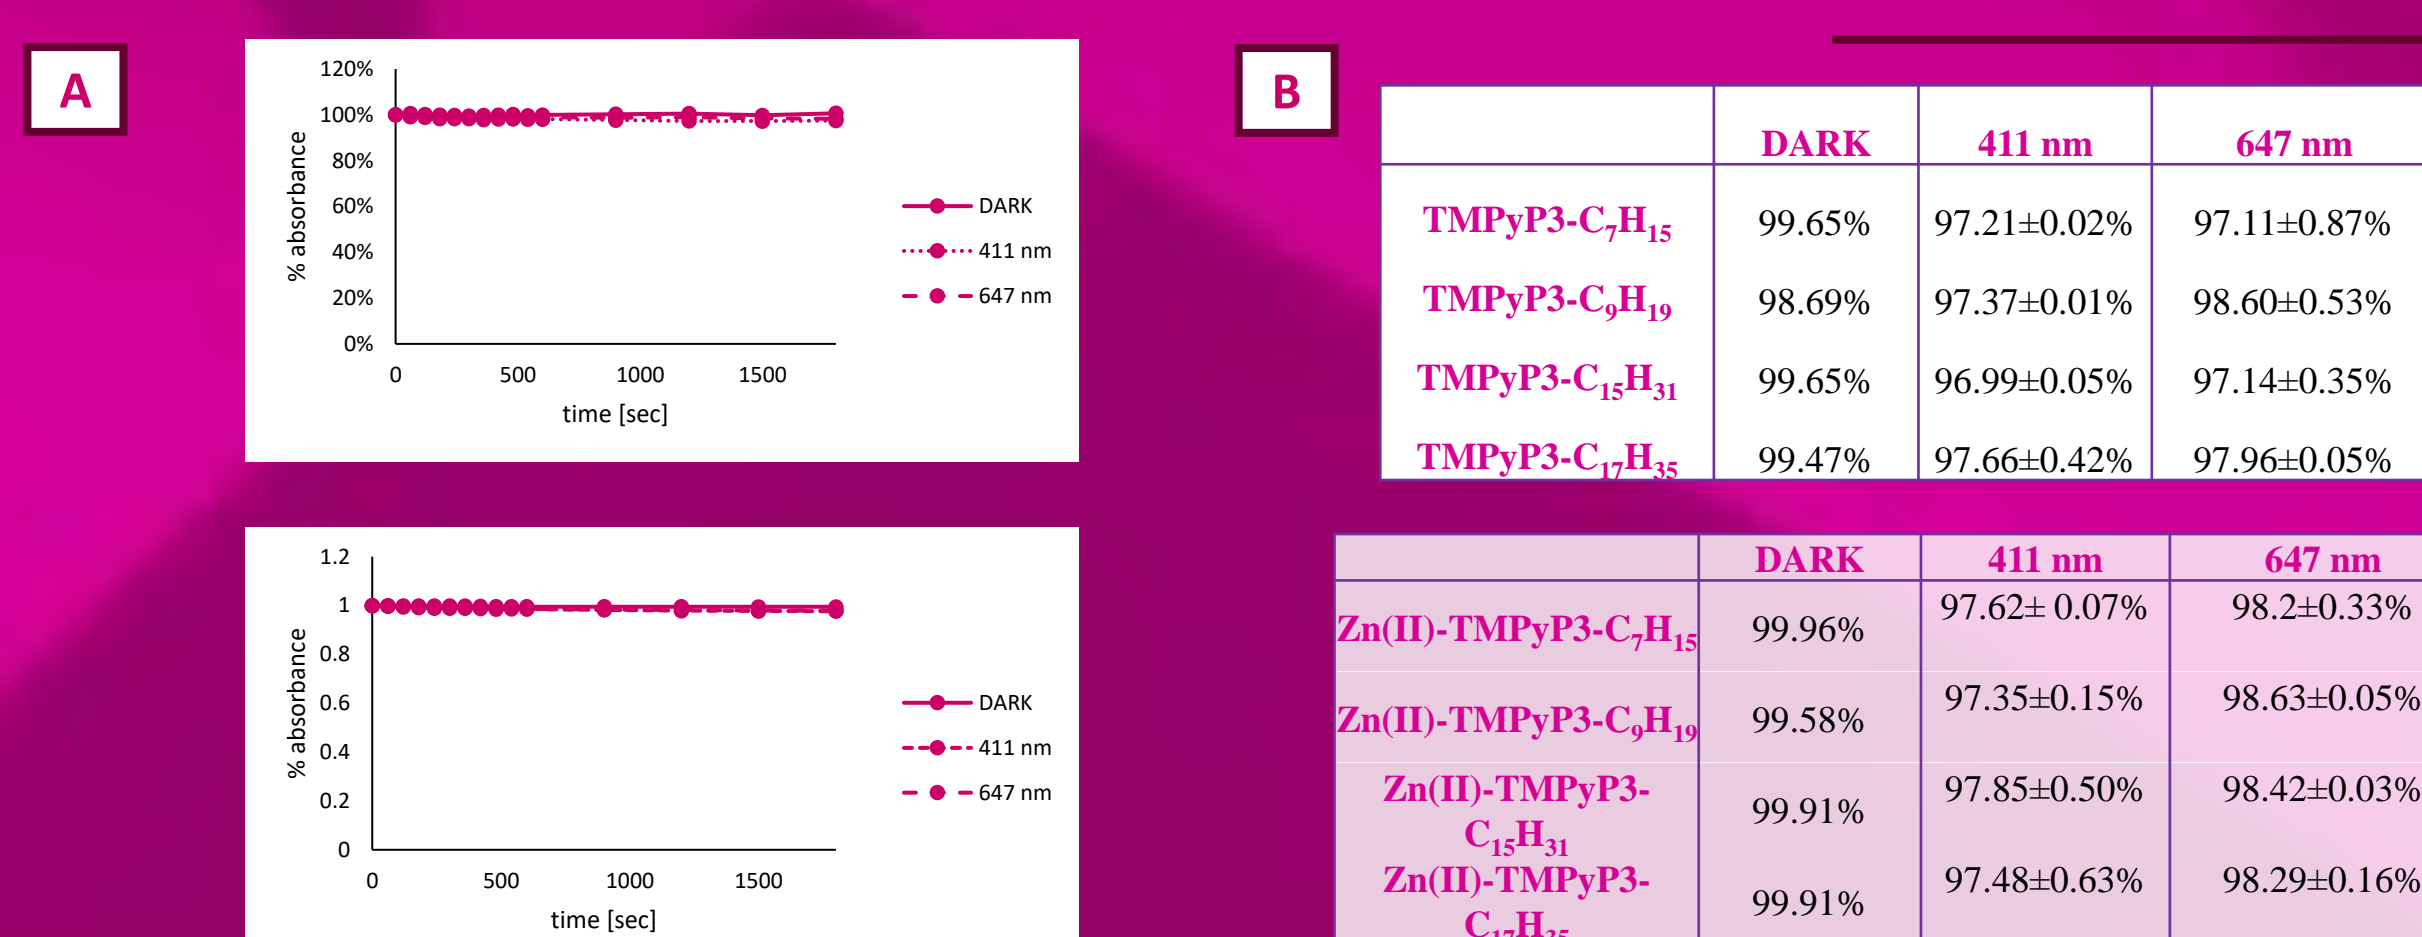 A
120%
100%
80%
60%
40%
20%
0%
% absorbance
0 500 1000 1500
time [sec]
DARK
411 nm
647 nm
1.2
1
0.8
0.6
0.4
0.2
0
% absorbance
0 500 1000 1500
time [sec]
DARK
411 nm
647 nm
B
DARK 411 nm 647 nm
TMPyP3-C₇H₁₅ 99.65% 97.21±0.02% 97.11±0.87%
TMPyP3-C₉H₁₉ 98.69% 97.37±0.01% 98.60±0.53%
TMPyP3-C₁₅H₃₁ 99.65% 96.99±0.05% 97.14±0.35%
TMPyP3-C₁₇H₃₅ 99.47% 97.66±0.42% 97.96±0.05%
DARK 411 nm 647 nm
Zn(II)-TMPyP3-C₇H₁₅ 99.96% 97.62± 0.07% 98.2±0.33%
Zn(II)-TMPyP3-C₉H₁₉ 99.58% 97.35±0.15% 98.63±0.05%
Zn(II)-TMPyP3-
C₁₅H₃₁ 99.91% 97.85±0.50% 98.42±0.03%
Zn(II)-TMPyP3-
C₁₇H₃₅ 99.91% 97.48±0.63% 98.29±0.16%